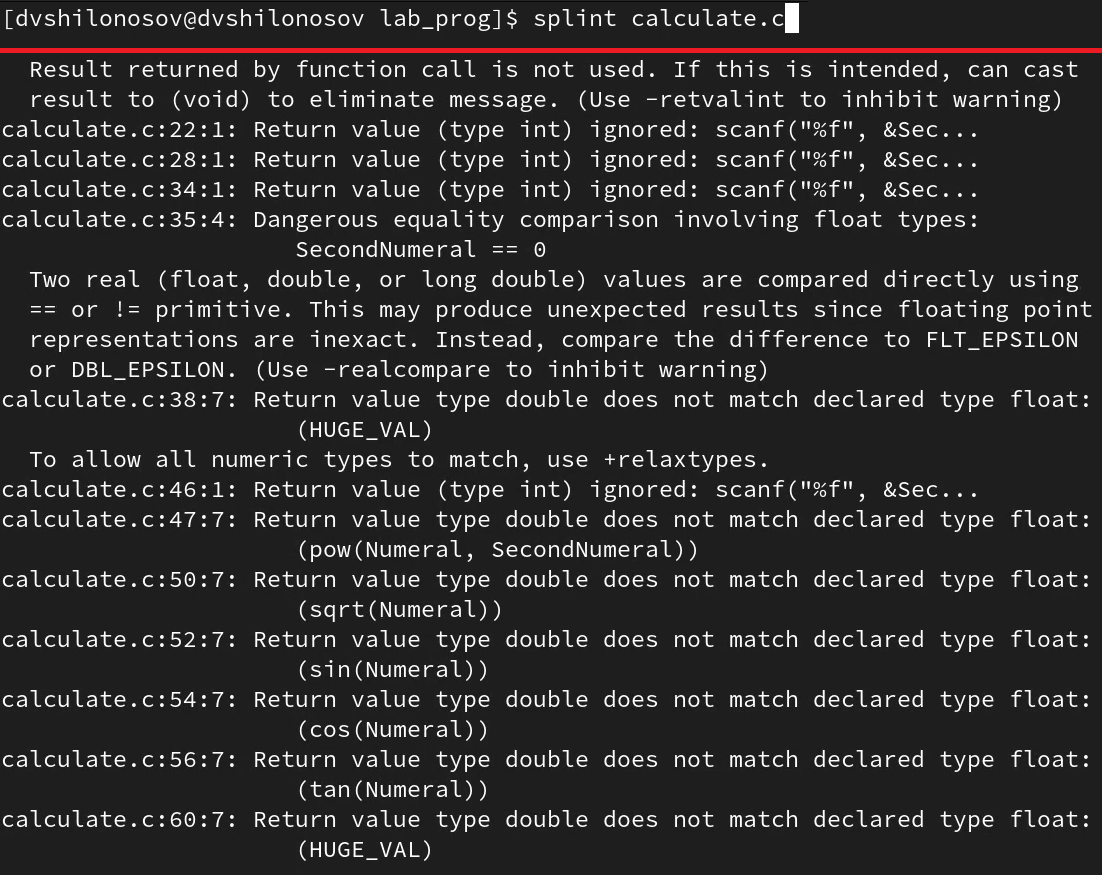 [dvshilonosov@dvshilonosov lab_prog]$ splint calculate.c
Result returned by function call is not used. If this is intended, can cast
result to (void) to eliminate message. (Use -retvalint to inhibit warning)
calculate.c:22:1: Return value (type int) ignored: scanf("%f", &Sec...
calculate.c:28:1: Return value (type int) ignored: scanf("%f", &Sec...
calculate.c:34:1: Return value (type int) ignored: scanf("%f", &Sec...
calculate.c:35:4: Dangerous equality comparison involving float types:
SecondNumeral == 0
Two real (float, double, or long double) values are compared directly using
== or != primitive. This may produce unexpected results since floating point
representations are inexact. Instead, compare the difference to FLT_EPSILON
or DBL_EPSILON. (Use -realcompare to inhibit warning)
calculate.c:38:7: Return value type double does not match declared type float:
(HUGE_VAL)
To allow all numeric types to match, use +relaxtypes.
calculate.c:46:1: Return value (type int) ignored: scanf("%f", &Sec...
calculate.c:47:7: Return value type double does not match declared type float:
(pow(Numeral, SecondNumeral))
calculate.c:50:7: Return value type double does not match declared type float:
(sqrt(Numeral))
calculate.c:52:7: Return value type double does not match declared type float:
(sin(Numeral))
calculate.c:54:7: Return value type double does not match declared type float:
(cos(Numeral))
calculate.c:56:7: Return value type double does not match declared type float:
(tan(Numeral))
calculate.c:60:7: Return value type double does not match declared type float:
(HUGE_VAL)